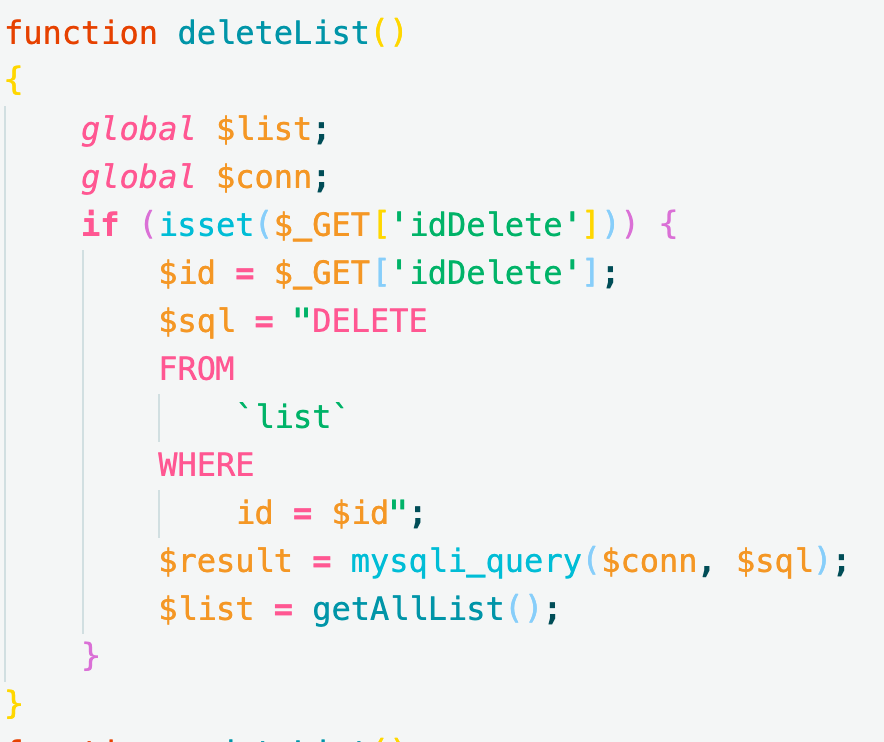 function deleteList()
{
    global $list;
    global $conn;
    if (isset($_GET['idDelete'])) {
        $id = $_GET['idDelete'];
        $sql = "DELETE
        FROM
            `list`
        WHERE
            id = $id";
        $result = mysqli_query($conn, $sql);
        $list = getAllList();
    }
}